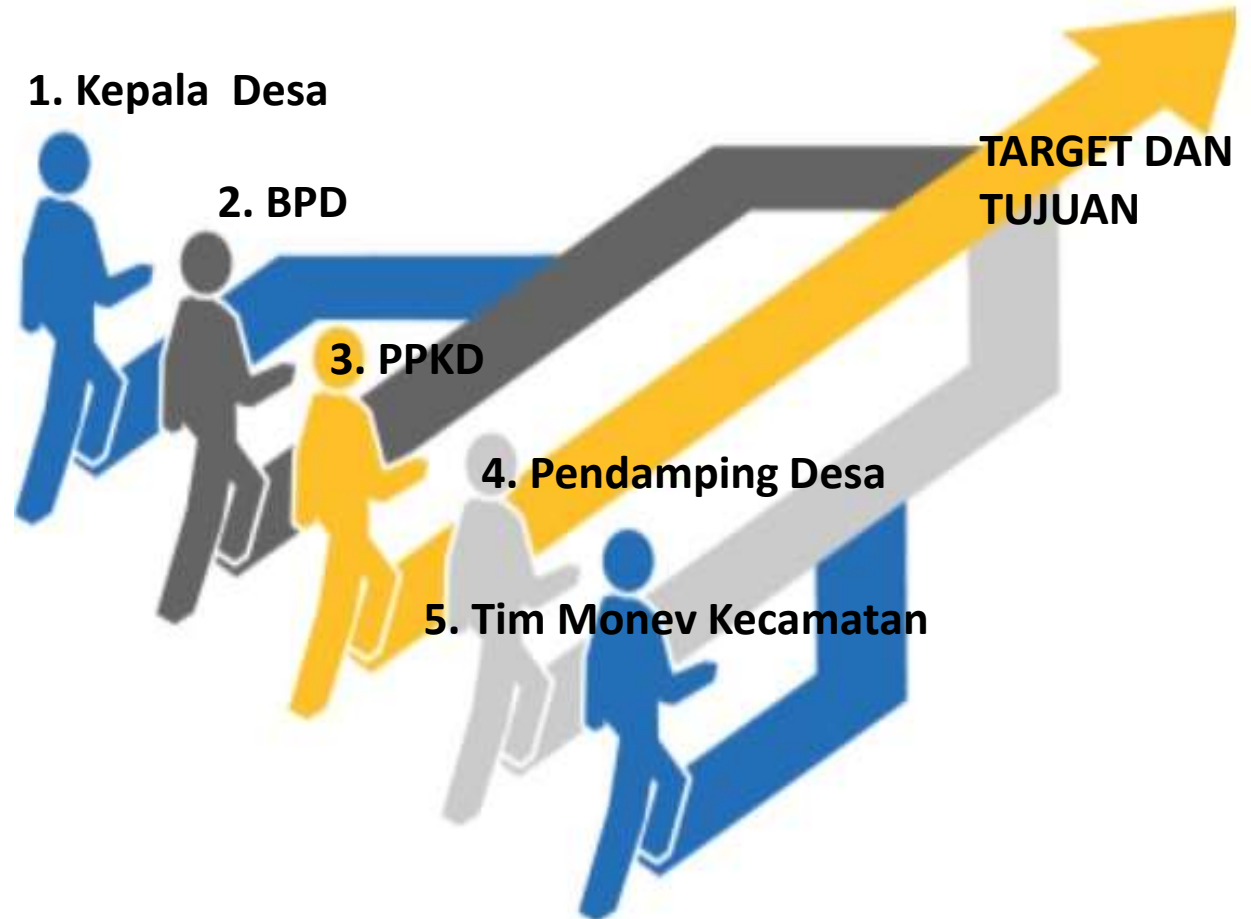 1. Kepala Desa
2. BPD
TARGET DAN
TUJUAN
3. PPKD
4. Pendamping Desa
5. Tim Monev Kecamatan